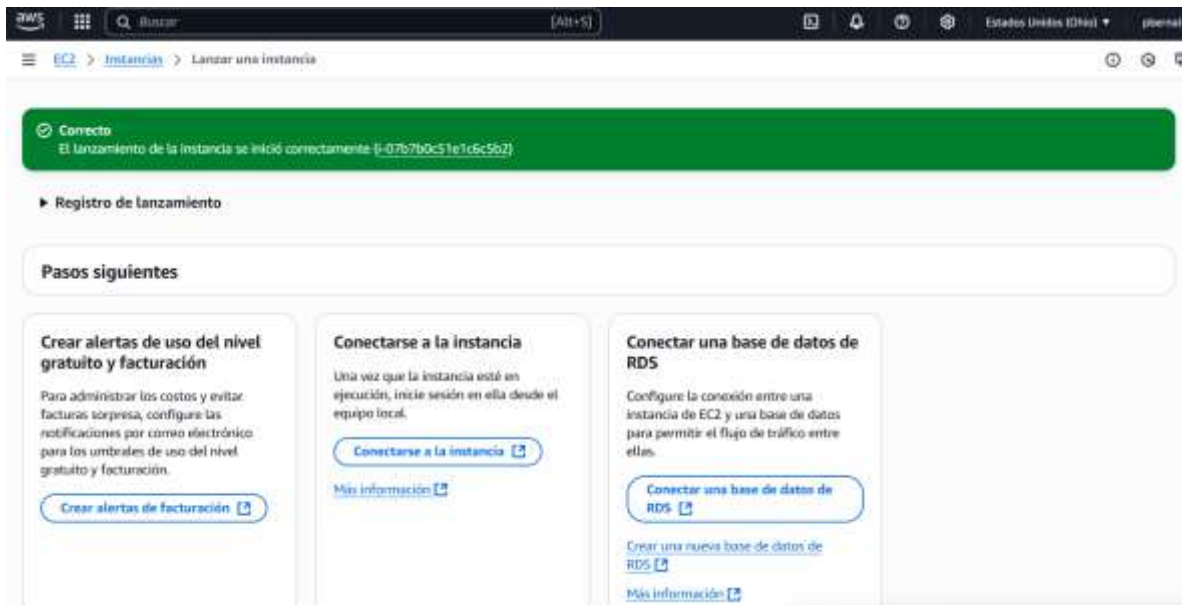 aws
Buscar
[Alt+S]
Estados Unidos (Ohio)
EC2 > Instancias > Lanzar una instancia
Correcto
El lanzamiento de la instancia se inició correctamente (i-07b7b0c51e1c6c5b2)
Registro de lanzamiento
Pasos siguientes
Crear alertas de uso del nivel
gratuito y facturación
Para administrar los costos y evitar
facturas sorpresa, configure las
notificaciones por correo electrónico
para los umbrales de uso del nivel
gratuito y facturación.
Crear alertas de facturación
Conectarse a la instancia
Una vez que la instancia esté en
ejecución, inicie sesión en ella desde el
equipo local.
Conectarse a la instancia
Más información
Conectar una base de datos de
RDS
Configure la conexión entre una
instancia de EC2 y una base de datos
para permitir el flujo de tráfico entre
ellas.
Conectar una base de datos de
RDS
Crear una nueva base de datos de
RDS
Más información